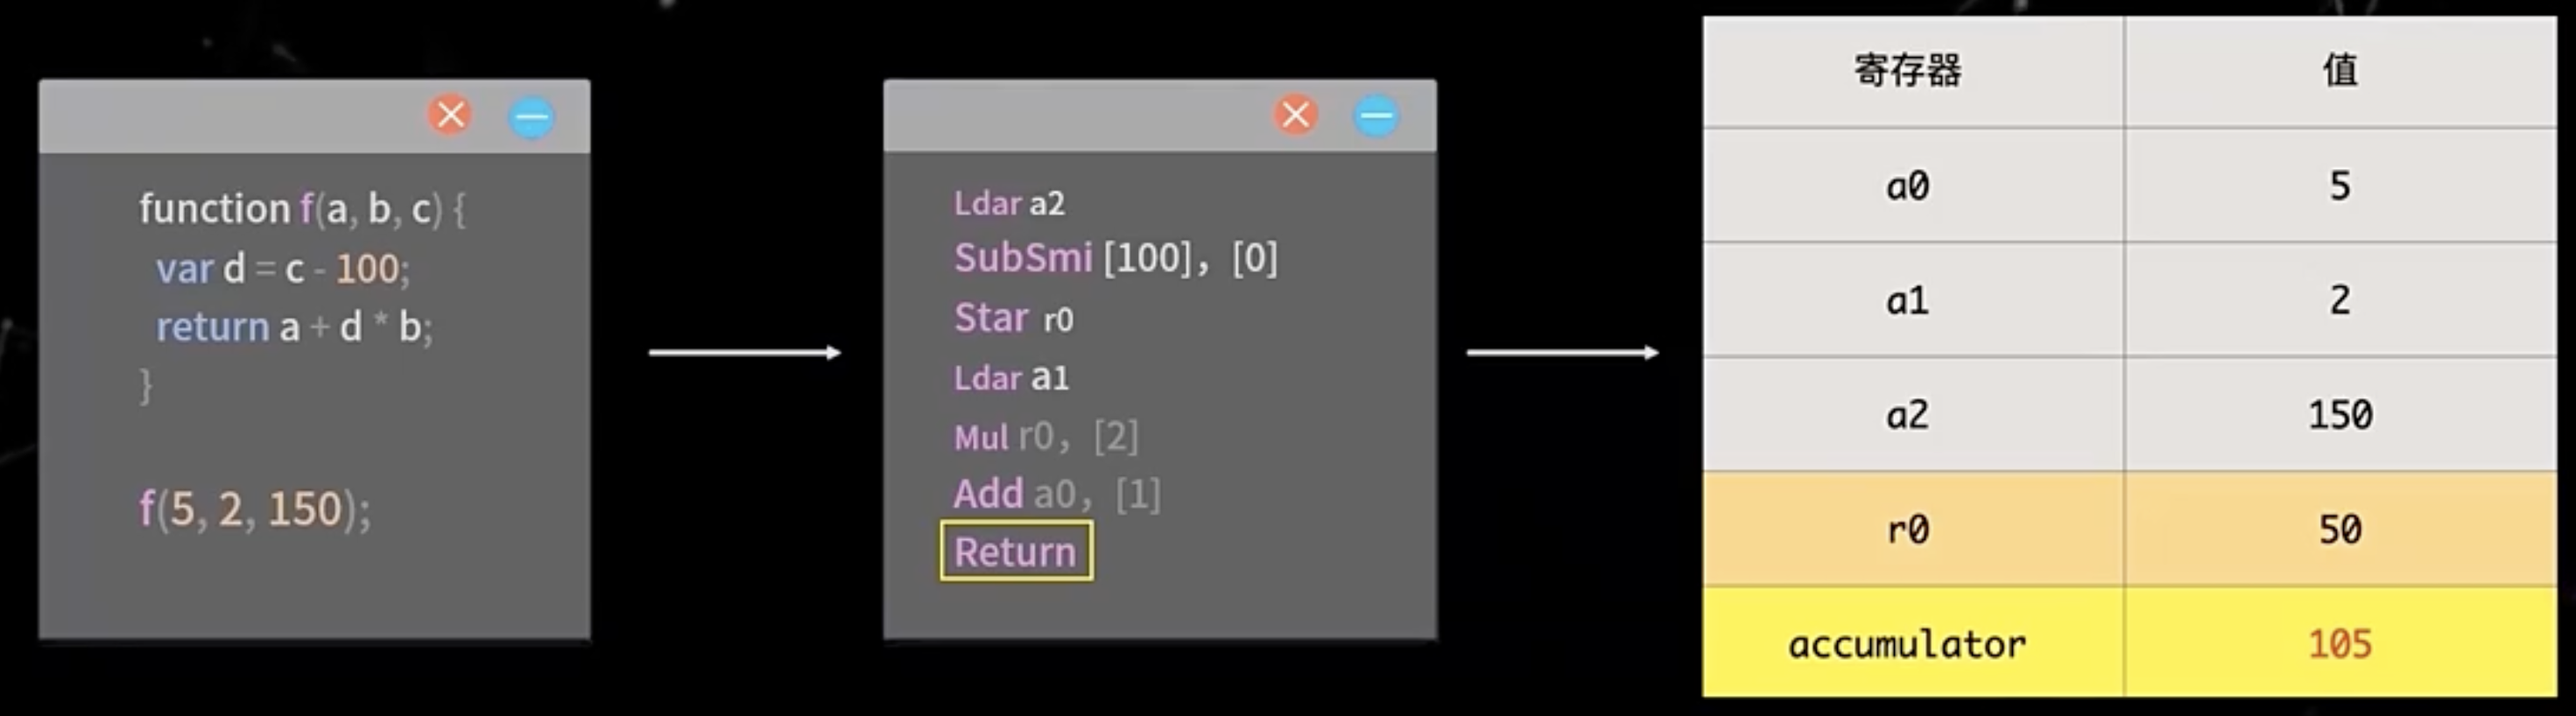 function f(a, b, c) {
var d = c - 100;
return a + d * b;
}
f(5, 2, 150);
Ldar a2
SubSmi [100], [0]
Star r0
Ldar a1
Mul r0, [2]
Add a0, [1]
Return
寄存器 值
a0 5
a1 2
a2 150
r0 50
accumulator 105